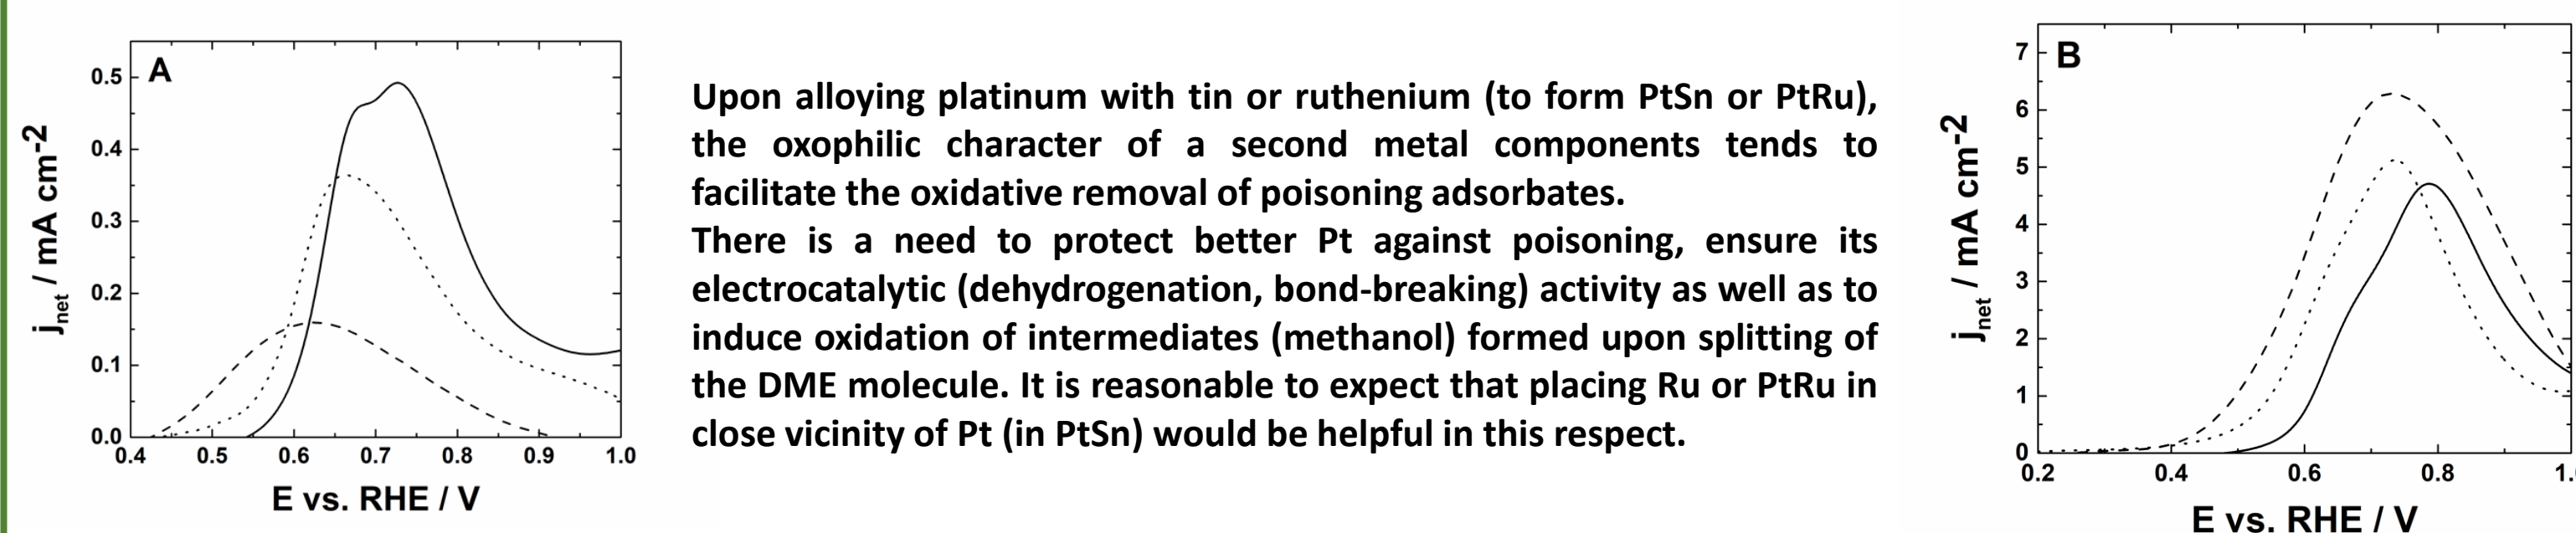 A
0.5
0.4
0.3
0.2
0.1
0.0
0.4 0.5 0.6 0.7 0.8 0.9 1.0
E vs. RHE / V
jnet / mA cm-2
Upon alloying platinum with tin or ruthenium (to form PtSn or PtRu),
the oxophilic character of a second metal components tends to
facilitate the oxidative removal of poisoning adsorbates.
There is a need to protect better Pt against poisoning, ensure its
electrocatalytic (dehydrogenation, bond-breaking) activity as well as to
induce oxidation of intermediates (methanol) formed upon splitting of
the DME molecule. It is reasonable to expect that placing Ru or PtRu in
close vicinity of Pt (in PtSn) would be helpful in this respect.
B
7
6
5
4
3
2
1
0
0.2 0.4 0.6 0.8 1.
E vs. RHE / V
jnet / mA cm-2